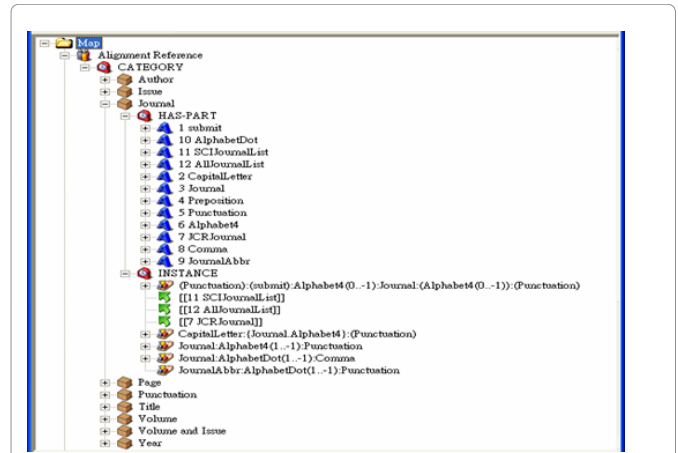 Map
Alignment Reference
CATEGORY
Author
Issue
Journal
HAS-PART
1 submit
10 AlphabetDot
11 SCIJournalList
12 AllJournalList
2 CapitalLetter
3 Journal
4 Preposition
5 Punctuation
6 Alphabet4
7 JCRJournal
8 Comma
9 JournalAbbr
INSTANCE
(Punctuation):(submit):Alphabet4(0..-1):Journal:(Alphabet4(0..-1)):(Punctuation)
[[11 SCIJournalList]]
[[12 AllJournalList]]
[[7 JCRJournal]]
CapitalLetter:{Journal.Alphabet4}:(Punctuation)
Journal:Alphabet4(1..-1):Punctuation
Journal:AlphabetDot(1..-1):Comma
JournalAbbr:AlphabetDot(1..-1):Punctuation
Page
Punctuation
Title
Volume
Volume and Issue
Year